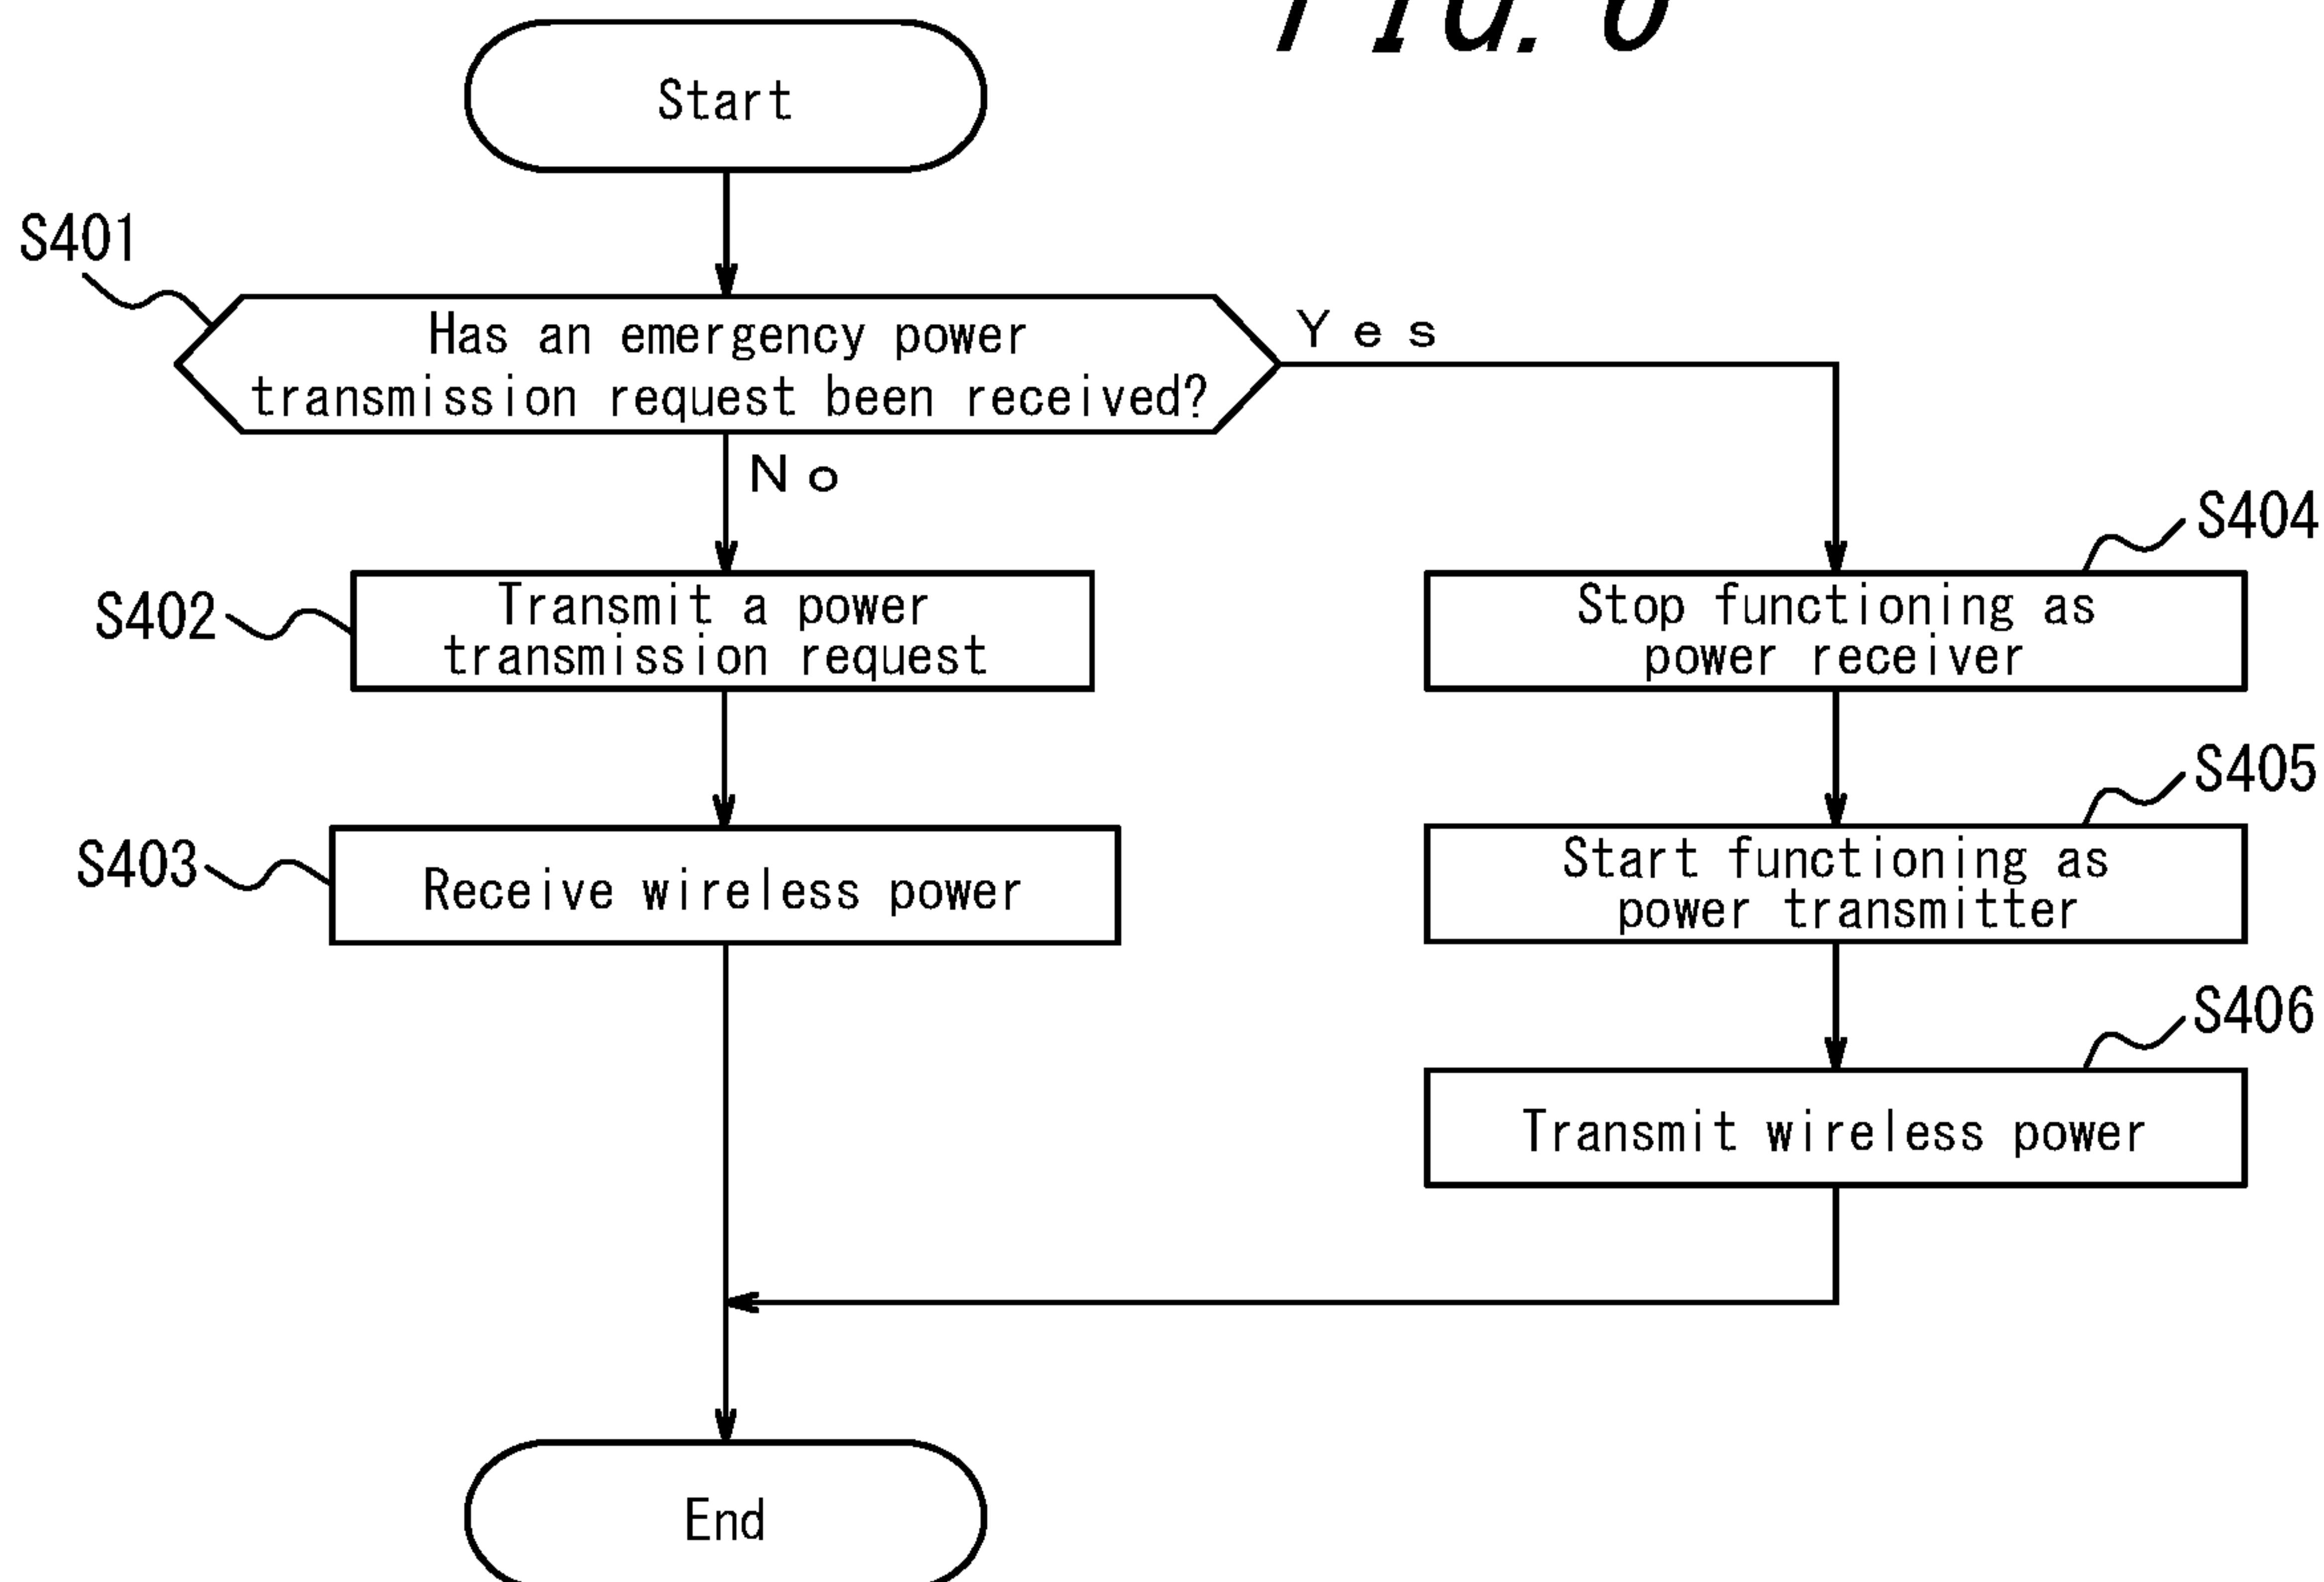 FIG.
Start
S401
Has an emergency power
transmission request been received?
Yes
No
S402
Transmit a power
transmission request
S403
Receive wireless power
S404
Stop functioning as
power receiver
S405
Start functioning as
power transmitter
S406
Transmit wireless power
End